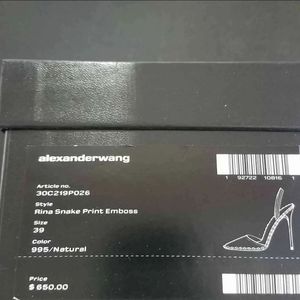 alexanderwang
Article no.
30C219P026
1 92722 10816 1
Style
Rina Snake Print Emboss
Size
39
Color
995/Natural
Price
$ 650.00